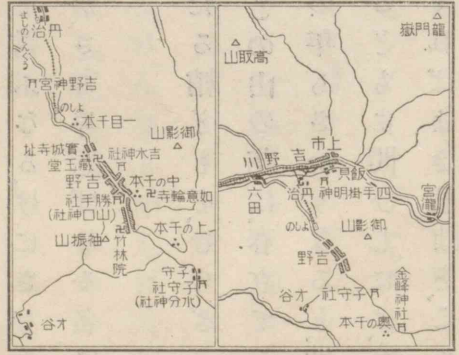 龍門嶽
高取山
上市
吉野川
飯貝
六田
丹治
四手掛明神
宮瀧
よしの
御影山
吉野
金峰神社
子守社
才谷
奥の千本
丹治
吉野神宮
よしの
一目千本
御影山
實城寺址
藏王堂
吉水神社
吉野
中の千本
如意輪寺
勝手社
(山口神社)
上の千本
袖振山
竹林院
子守
子守社
(水分神社)
才谷